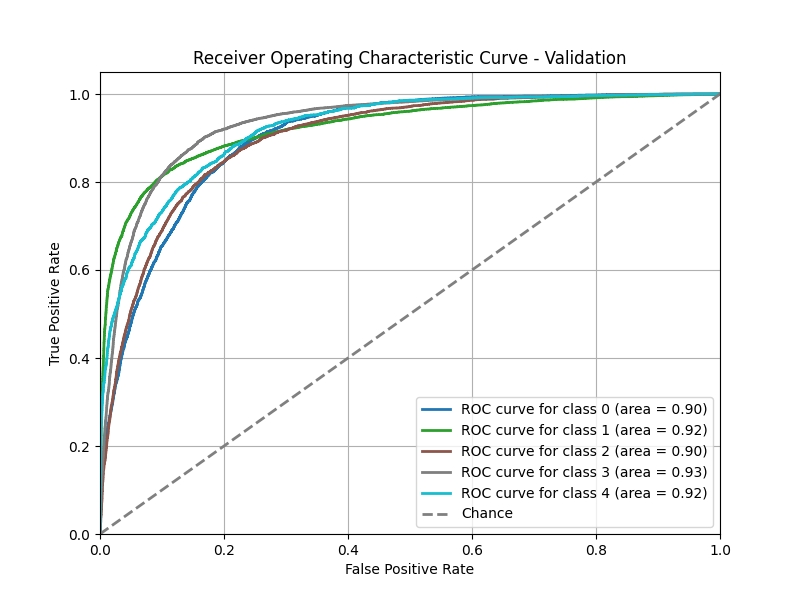 Receiver Operating Characteristic Curve - Validation
True Positive Rate
1.0
0.8
0.6
0.4
0.2
0.0
ROC curve for class 0 (area = 0.90)
ROC curve for class 1 (area = 0.92)
ROC curve for class 2 (area = 0.90)
ROC curve for class 3 (area = 0.93)
ROC curve for class 4 (area = 0.92)
Chance
0.0 0.2 0.4 0.6 0.8 1.0
False Positive Rate